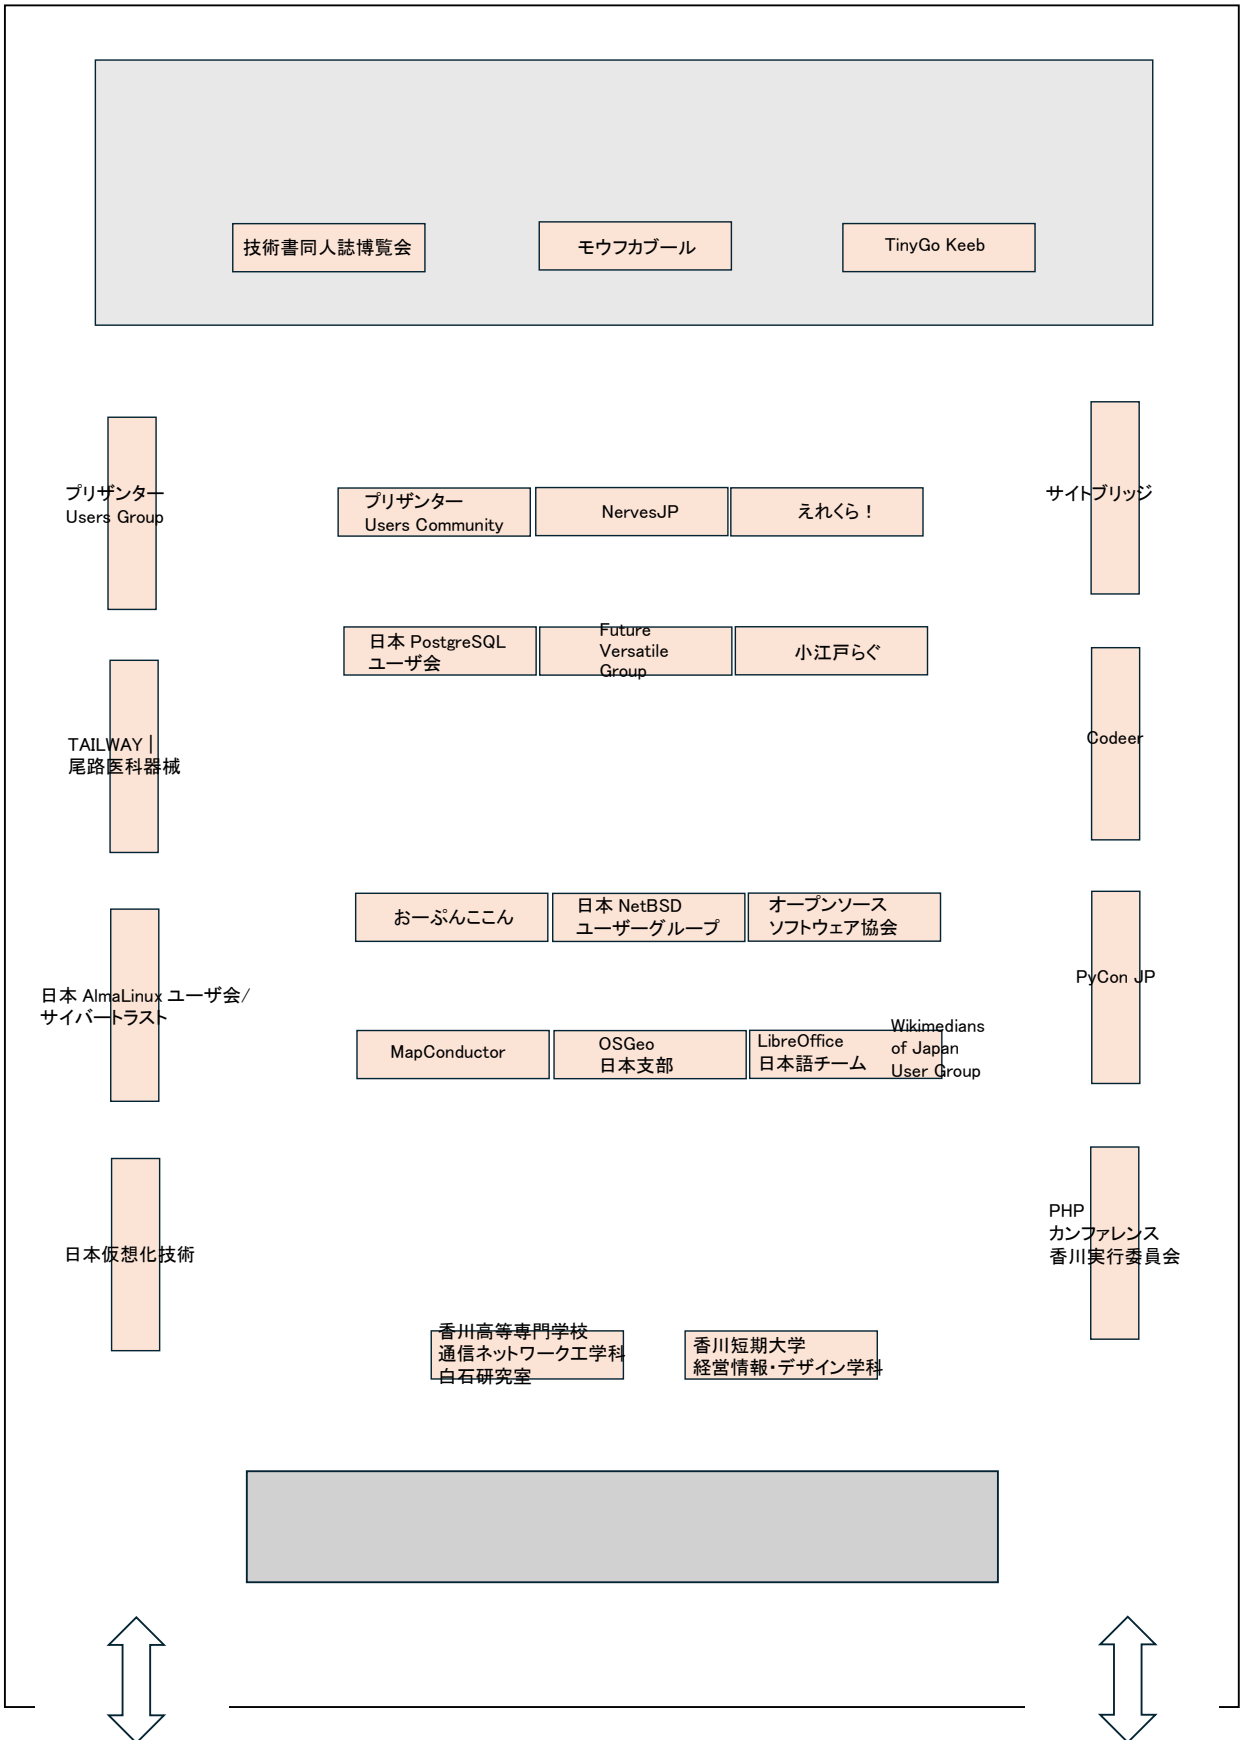 技術書同人誌博覧会
モウフカブール
TinyGo Keeb
プリザンター
Users Group
プリザンター
Users Community
NervesJP
えれくら！
サイトブリッジ
日本 PostgreSQL
ユーザ会
Future
Versatile
Group
小江戸らぐ
TAILWAY |
尾路医科器械
Codeer
おーぷんここん
日本 NetBSD
ユーザーグループ
オープンソース
ソフトウェア協会
日本 AlmaLinux ユーザ会/
サイバートラスト
PyCon JP
MapConductor
OSGeo
日本支部
LibreOffice
日本語チーム
Wikimedians
of Japan
User Group
日本仮想化技術
PHP
カンファレンス
香川実行委員会
香川高等専門学校
通信ネットワーク工学科
白石研究室
香川短期大学
経営情報・デザイン学科